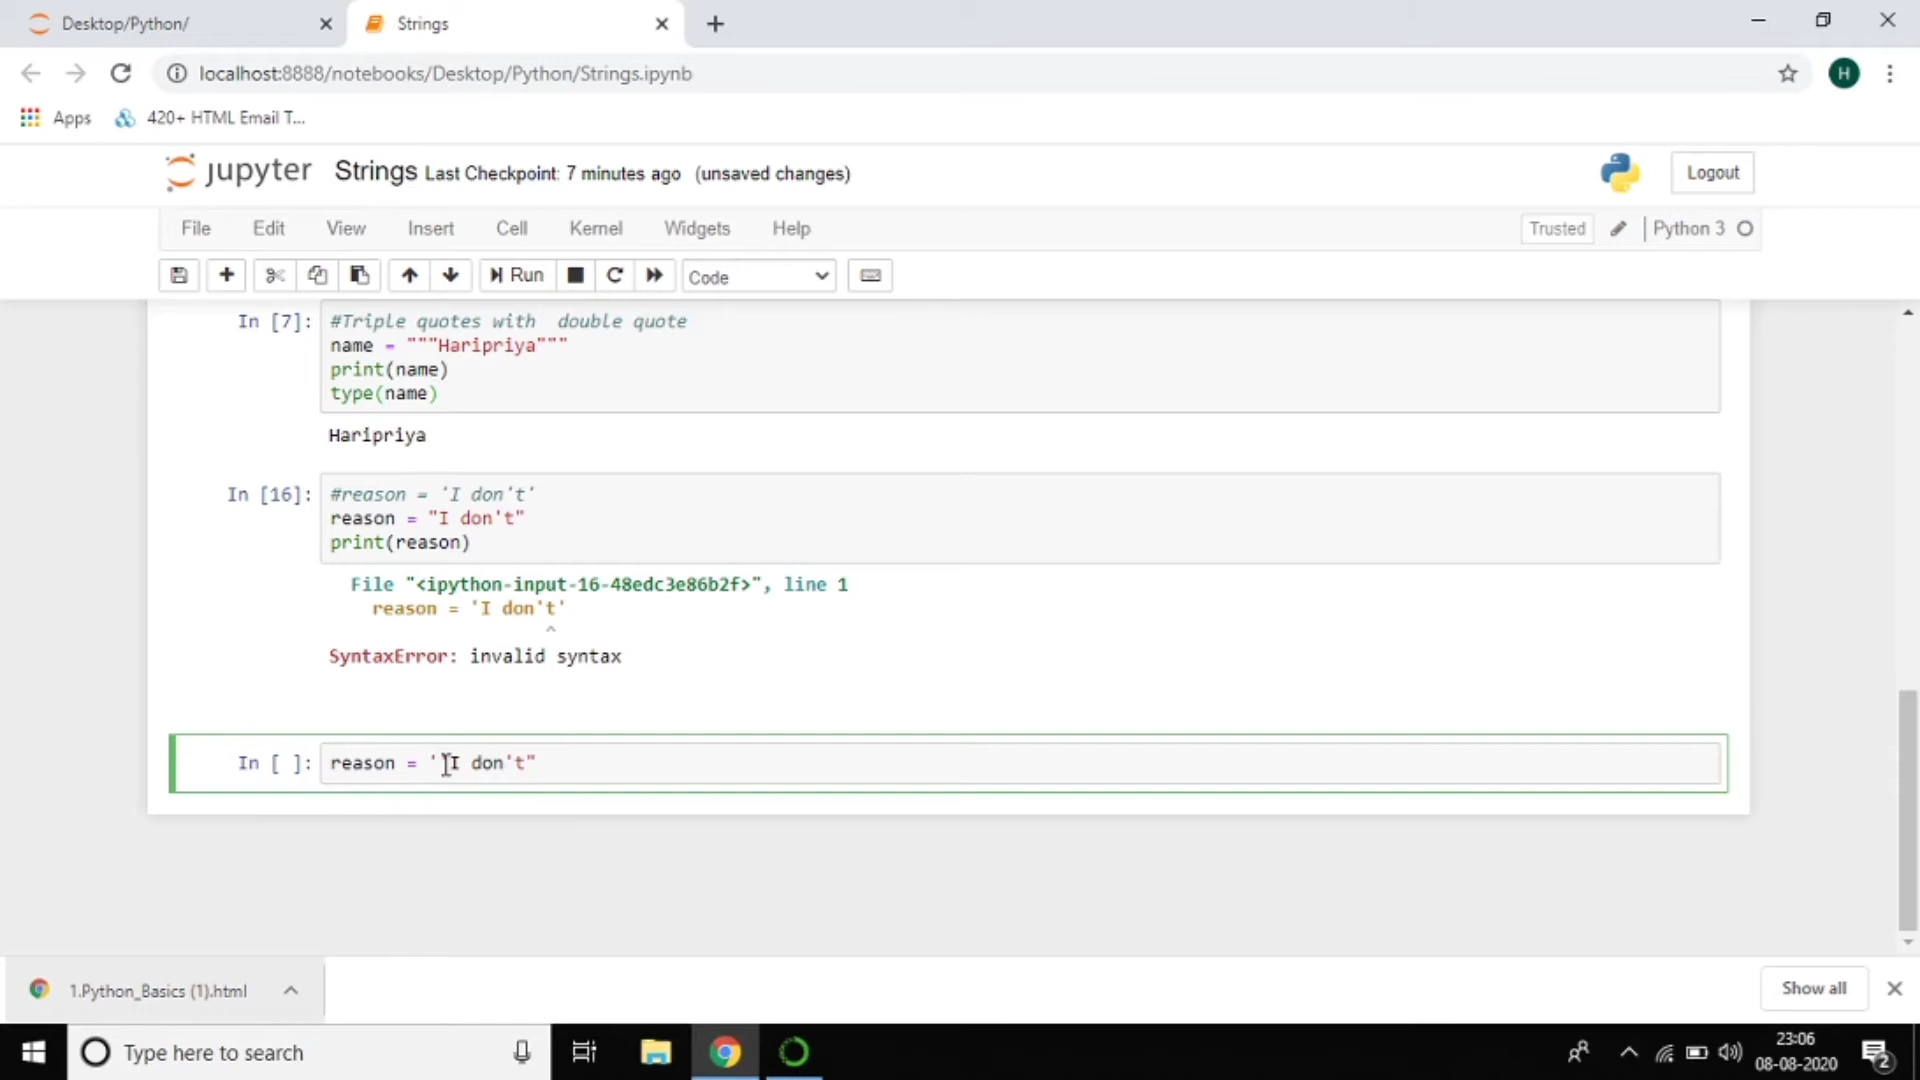 Desktop/Python/
Strings
localhost:8888/notebooks/Desktop/Python/Strings.ipynb
H
Apps
420+ HTML Email T...
jupyter Strings Last Checkpoint: 7 minutes ago (unsaved changes)
Logout
File Edit View Insert Cell Kernel Widgets Help
Trusted
Python 3
Run
Code
In [7]:
#Triple quotes with  double quote
name = """Haripriya"""
print(name)
type(name)
Haripriya
In [16]:
#reason = 'I don't'
reason = "I don't"
print(reason)
File "<ipython-input-16-48edc3e86b2f>", line 1
reason = 'I don't'
^
SyntaxError: invalid syntax
In [ ]:
reason = ' I don't"
1.Python_Basics (1).html
Show all
Type here to search
23:06
08-08-2020
2